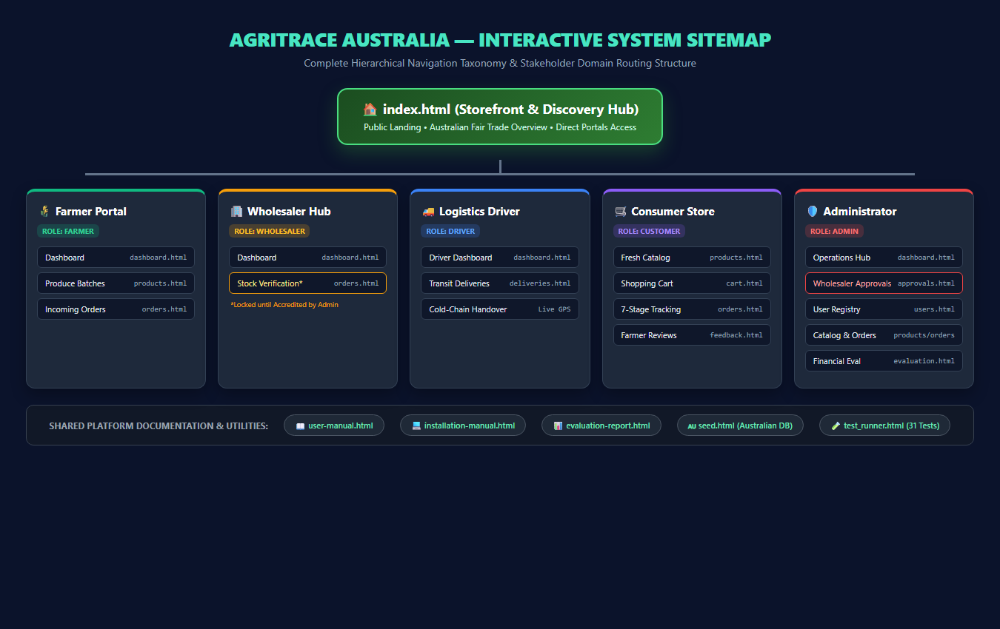 AGRITRACE AUSTRALIA — INTERACTIVE SYSTEM SITEMAP
Complete Hierarchical Navigation Taxonomy & Stakeholder Domain Routing Structure
index.html (Storefront & Discovery Hub)
Public Landing • Australian Fair Trade Overview • Direct Portals Access
Farmer Portal
ROLE: FARMER
Dashboard dashboard.html
Produce Batches products.html
Incoming Orders orders.html
Wholesaler Hub
ROLE: WHOLESALER
Dashboard dashboard.html
Stock Verification* orders.html
*Locked until Accredited by Admin
Logistics Driver
ROLE: DRIVER
Driver Dashboard dashboard.html
Transit Deliveries deliveries.html
Cold-Chain Handover Live GPS
Consumer Store
ROLE: CUSTOMER
Fresh Catalog products.html
Shopping Cart cart.html
7-Stage Tracking orders.html
Farmer Reviews feedback.html
Administrator
ROLE: ADMIN
Operations Hub dashboard.html
Wholesaler Approvals approvals.html
User Registry users.html
Catalog & Orders products/orders
Financial Eval evaluation.html
SHARED PLATFORM DOCUMENTATION & UTILITIES:
user-manual.html
installation-manual.html
evaluation-report.html
AU seed.html (Australian DB)
test_runner.html (31 Tests)